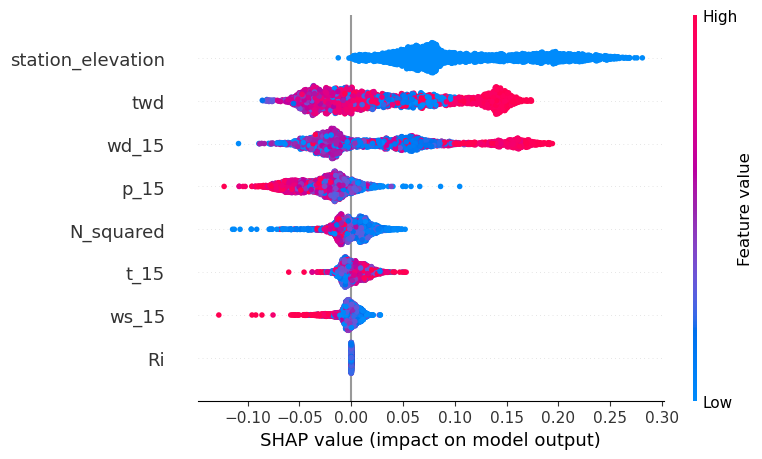 High
station_elevation
twd
wd_15
p_15
N_squared
t_15
ws_15
Ri
Feature value
Low
−0.10 −0.05 0.00 0.05 0.10 0.15 0.20 0.25 0.30
SHAP value (impact on model output)